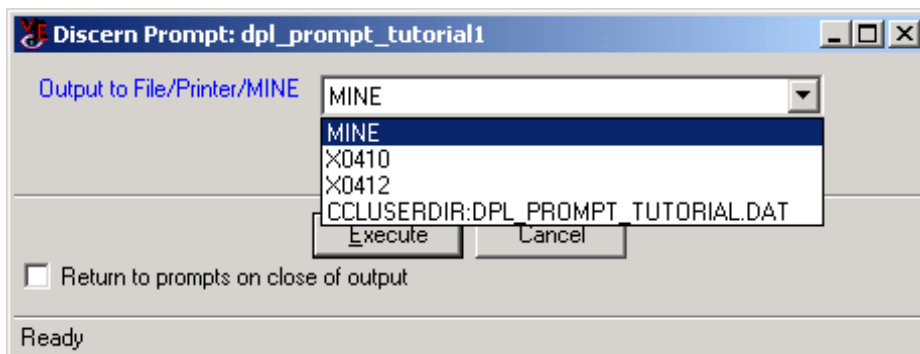 Discern Prompt: dpl_prompt_tutorial1
Output to File/Printer/MINE MINE
MINE
X0410
X0412
CCLUSERDIR:DPL_PROMPT_TUTORIAL.DAT
Execute Cancel
Return to prompts on close of output
Ready